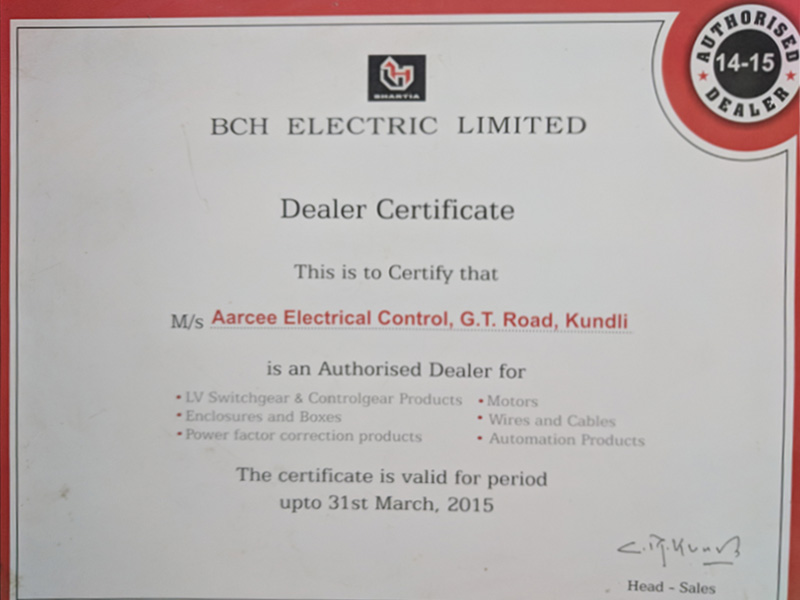 AUTHORISED
14-15
DEALER
BHARTIA
BCH ELECTRIC LIMITED
Dealer Certificate
This is to Certify that
M/s Aarcee Electrical Control, G.T. Road, Kundli
is an Authorised Dealer for
• LV Switchgear & Controlgear Products • Motors
• Enclosures and Boxes • Wires and Cables
• Power factor correction products • Automation Products
The certificate is valid for period
upto 31st March, 2015
Head - Sales